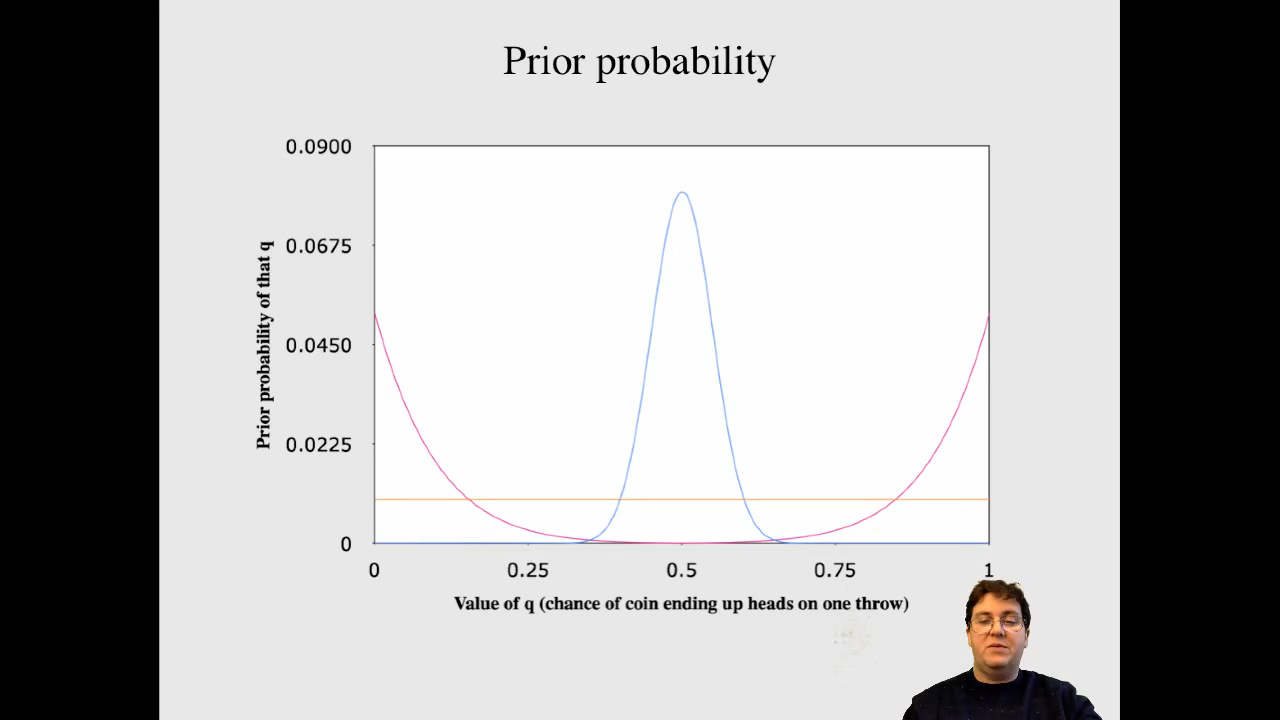 Prior probability
0.0900
0.0675
0.0450
0.0225
0
Prior probability of that q
0 0.25 0.5 0.75 1
Value of q (chance of coin ending up heads on one throw)